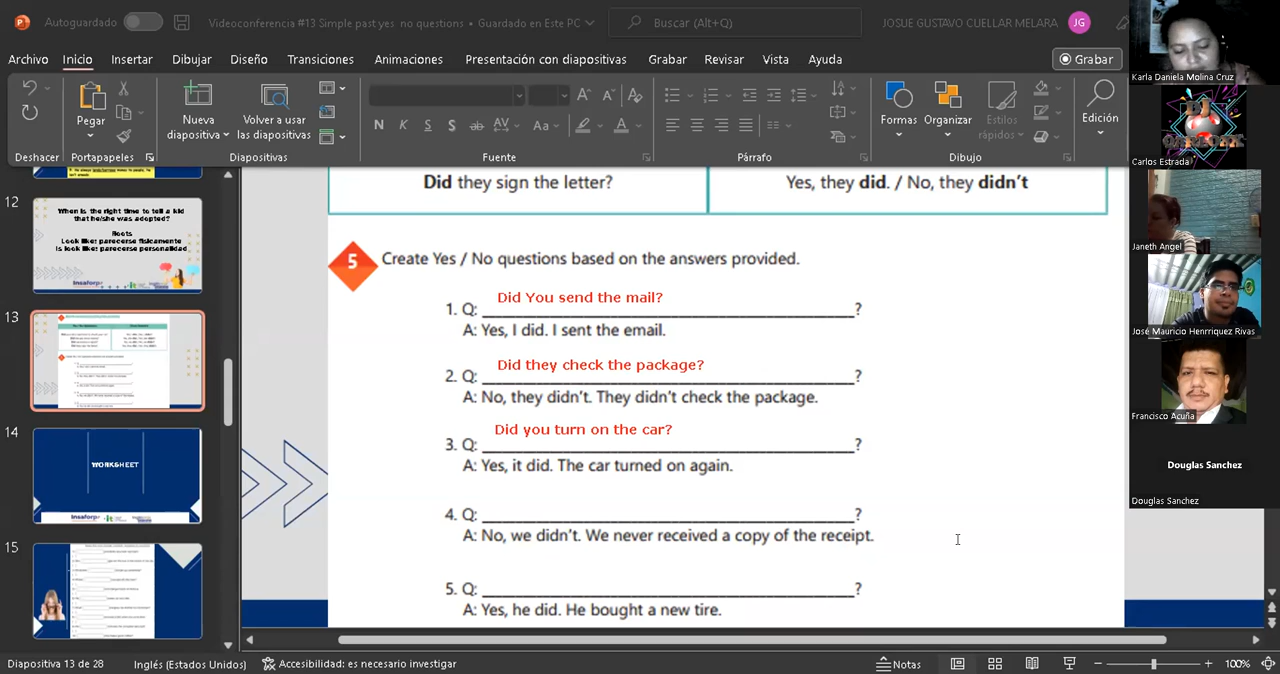 Autoguardado
Videoconferencia #13 Simple past yes no questions • Guardado en Este PC
Buscar (Alt+Q)
JOSUE GUSTAVO CUELLAR MELARA
JG
Archivo Inicio Insertar Dibujar Diseño Transiciones Animaciones Presentación con diapositivas Grabar Revisar Vista Ayuda
Grabar
Pegar
Nueva diapositiva
Volver a usar las diapositivas
N K S S ab AV Aa A
Formas
Organizar
Estilos rápidos
Edición
Deshacer Portapapeles Diapositivas Fuente Párrafo Dibujo
12
When is the right time to tell a kid
that he/she was adopted?
Roots
Look like: parecerse fisicamente
Is look like: parecerse personalidad
insaforp
13
14
WORKSHEET
insaforp
15
Did they sign the letter?
Yes, they did. / No, they didn't
5 Create Yes / No questions based on the answers provided.
Did You send the mail?
1. Q: ?
A: Yes, I did. I sent the email.
Did they check the package?
2. Q: ?
A: No, they didn't. They didn't check the package.
Did you turn on the car?
3. Q: ?
A: Yes, it did. The car turned on again.
4. Q: ?
A: No, we didn't. We never received a copy of the receipt.
5. Q: ?
A: Yes, he did. He bought a new tire.
Karla Daniela Molina Cruz
Carlos Estrada
Janeth Angel
José Mauricio Henrriquez Rivas
Francisco Acuña
Douglas Sanchez
Douglas Sanchez
Diapositiva 13 de 28
Inglés (Estados Unidos)
Accesibilidad: es necesario investigar
Notas
100%